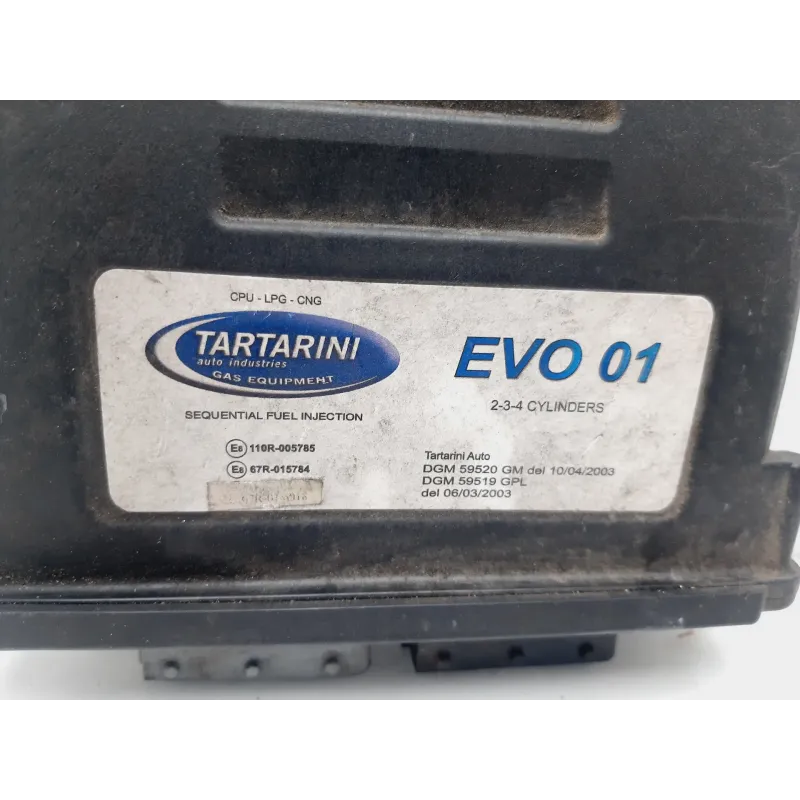 CPU - LPG - CNG
TARTARINI
auto industries
GAS EQUIPMENT
SEQUENTIAL FUEL INJECTION
E8 110R-005785
E8 67R-015784
EVO 01
2-3-4 CYLINDERS
Tartarini Auto
DGM 59520 GM del 10/04/2003
DGM 59519 GPL
del 06/03/2003